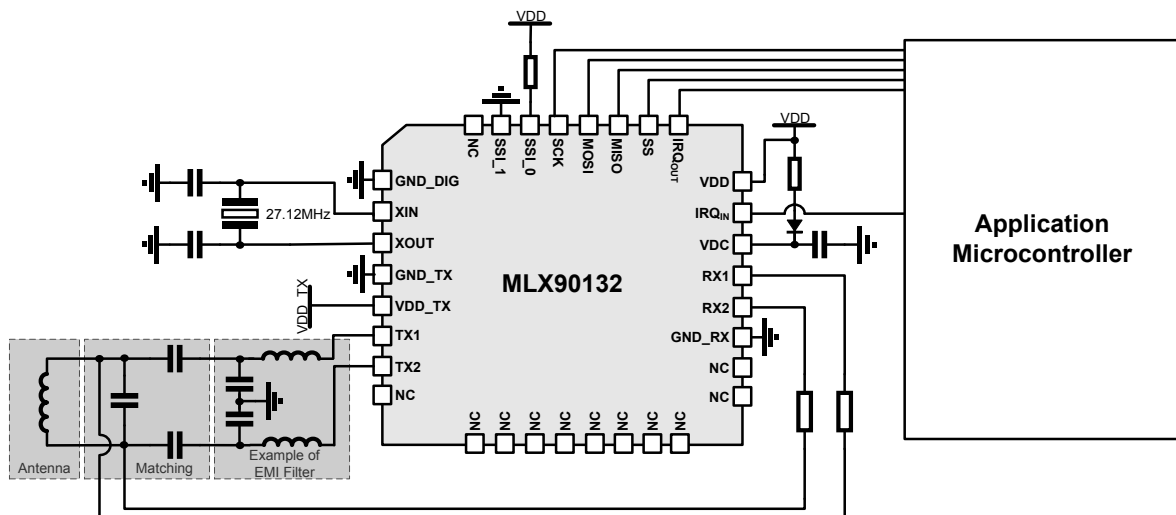 VDD
NC
SSI_1
SSI_0
SCK
MOSI
MISO
SS
IRQOUT
VDD
GND_DIG
XIN
XOUT
GND_TX
VDD_TX
TX1
TX2
NC
27.12MHz
VDD_TX
MLX90132
VDD
IRQIN
VDC
RX1
RX2
GND_RX
NC
NC
NC
NC
NC
NC
NC
NC
NC
NC
Application
Microcontroller
Antenna
Matching
Example of
EMI Filter